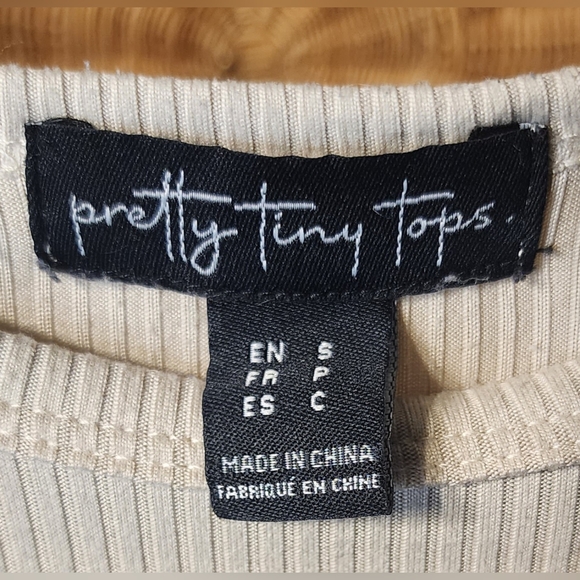 pretty tiny tops.
EN S
FR P
ES C
MADE IN CHINA
FABRIQUÉ EN CHINE